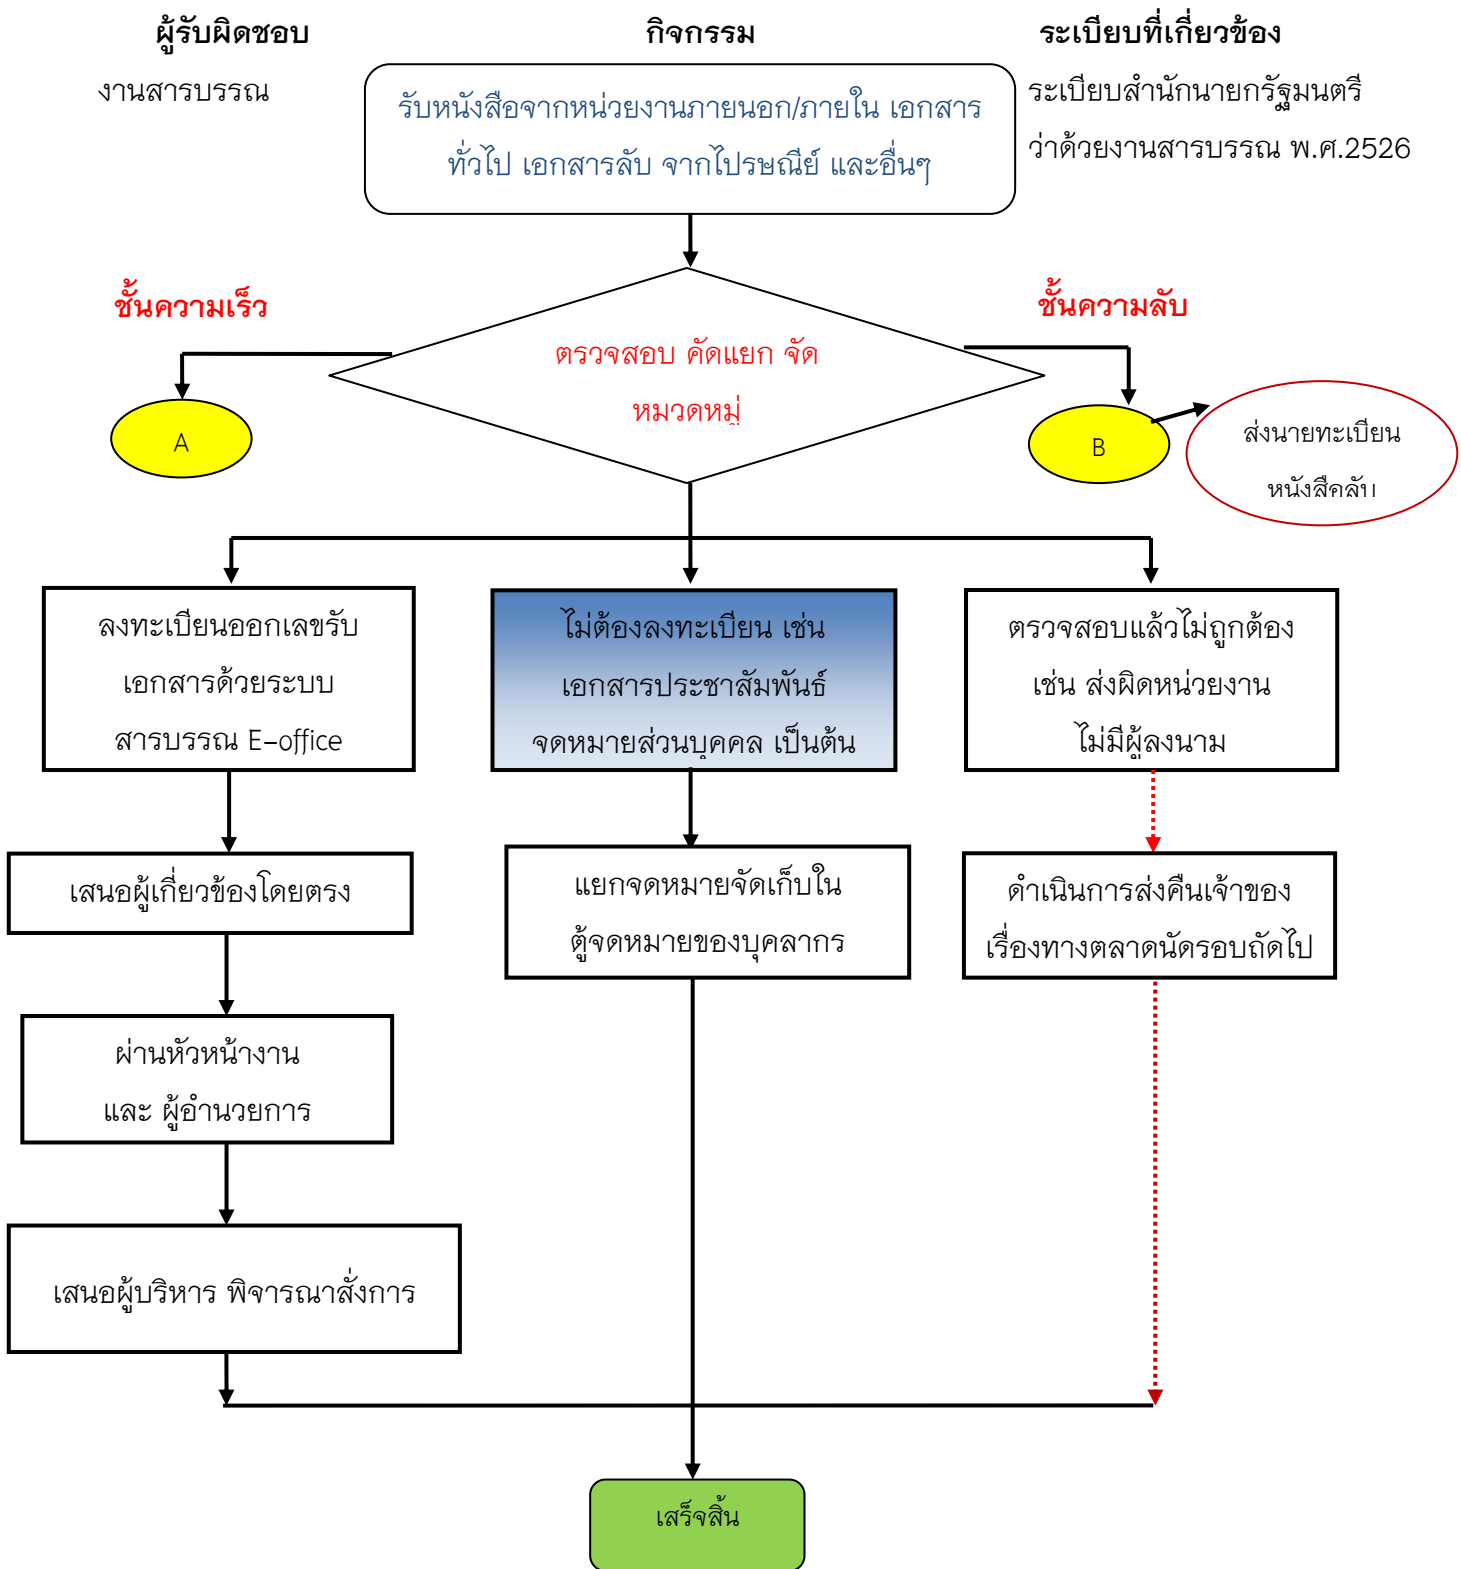 ผู้รับผิดชอบ
กิจกรรม
ระเบียบที่เกี่ยวข้อง
งานสารบรรณ
รับหนังสือจากหน่วยงานภายนอก/ภายใน เอกสาร
ทั่วไป เอกสารลับ จากไปรษณีย์ และอื่นๆ
ระเบียบสำนักนายกรัฐมนตรี
ว่าด้วยงานสารบรรณ พ.ศ.2526
ชั้นความเร็ว
ชั้นความลับ
ตรวจสอบ คัดแยก จัด
หมวดหมู่
A
B
ส่งนายทะเบียน
หนังสือลับ
ลงทะเบียนออกเลขรับ
เอกสารด้วยระบบ
สารบรรณ E-office
ไม่ต้องลงทะเบียน เช่น
เอกสารประชาสัมพันธ์
จดหมายส่วนบุคคล เป็นต้น
ตรวจสอบแล้วไม่ถูกต้อง
เช่น ส่งผิดหน่วยงาน
ไม่มีผู้ลงนาม
เสนอผู้เกี่ยวข้องโดยตรง
แยกจดหมายจัดเก็บใน
ตู้จดหมายของบุคลากร
ดำเนินการส่งคืนเจ้าของ
เรื่องทางตลาดนัดรอบถัดไป
ผ่านหัวหน้างาน
และ ผู้อำนวยการ
เสนอผู้บริหาร พิจารณาสั่งการ
เสร็จสิ้น